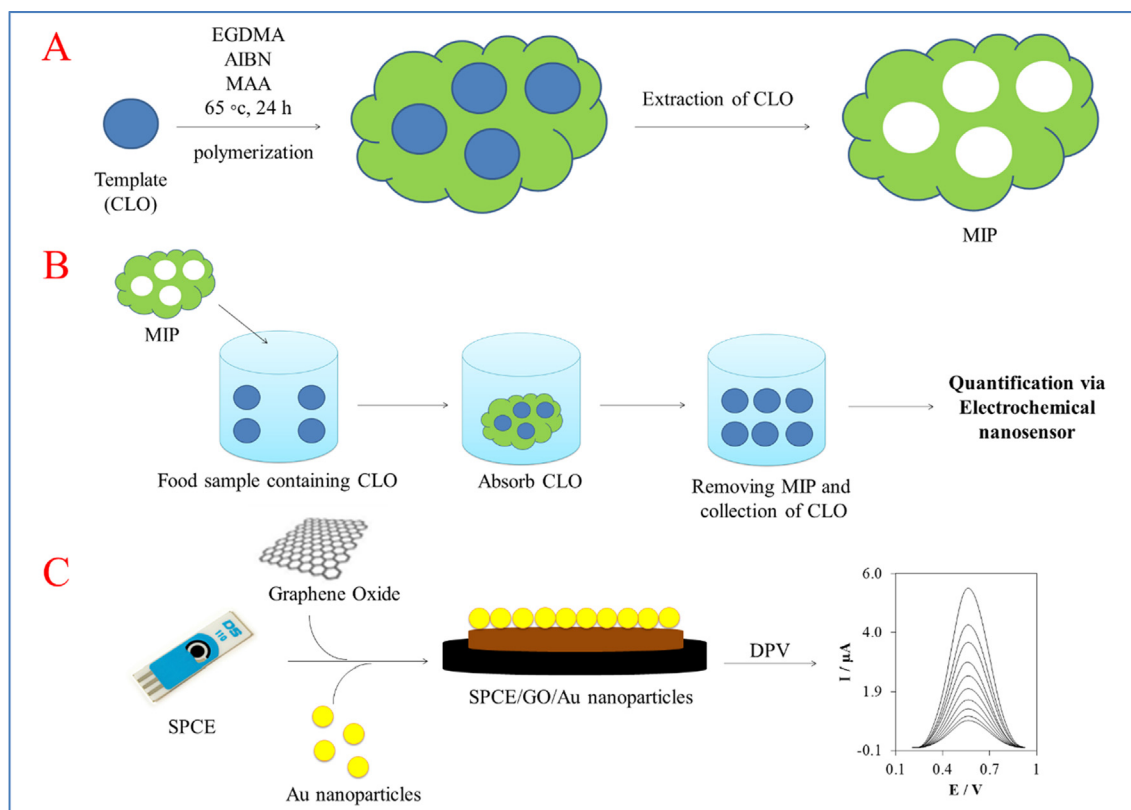 A
EGDMA
AIBN
MAA
65 °c, 24 h
polymerization
Template
(CLO)
Extraction of CLO
MIP
B
MIP
Food sample containing CLO
Absorb CLO
Removing MIP and
collection of CLO
Quantification via
Electrochemical
nanosensor
C
Graphene Oxide
DS
110
SPCE
Au nanoparticles
SPCE/GO/Au nanoparticles
DPV
I / µA
6.0
4.0
1.9
-0.1
0.1
0.4
0.7
1
E / V